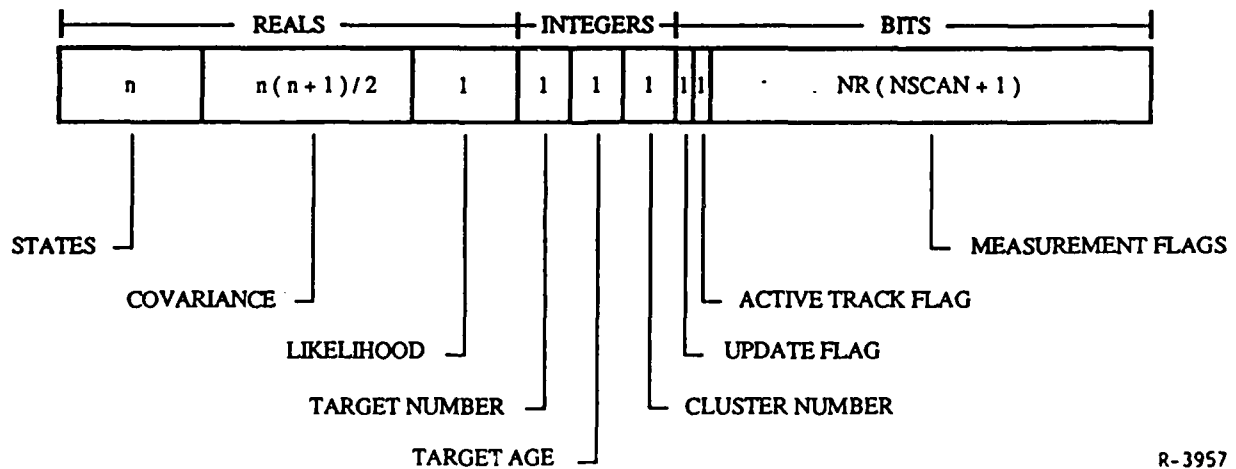 REALS INTEGERS BITS
n n(n+1)/2 1 1 1 1 1 1 NR(NSCAN+1)
STATES MEASUREMENT FLAGS
COVARIANCE ACTIVE TRACK FLAG
LIKELIHOOD UPDATE FLAG
TARGET NUMBER CLUSTER NUMBER
TARGET AGE
R-3957